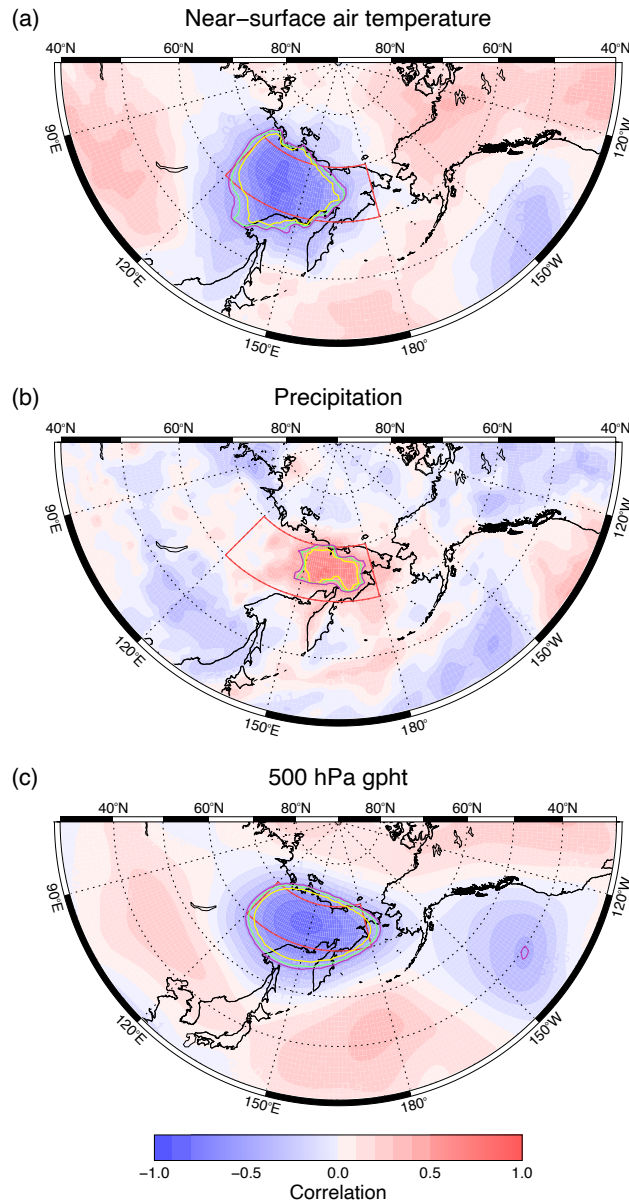 (a) Near−surface air temperature
40°N 60°N 80°N 80°N 60°N 40°N
90°E 120°W
120°E 150°W
150°E 180°
(b) Precipitation
40°N 60°N 80°N 80°N 60°N 40°N
90°E 120°W
120°E 150°W
150°E 180°
(c) 500 hPa gpht
40°N 60°N 80°N 80°N 60°N 40°N
90°E 120°W
120°E 150°W
150°E 180°
−1.0 −0.5 0.0 0.5 1.0
Correlation